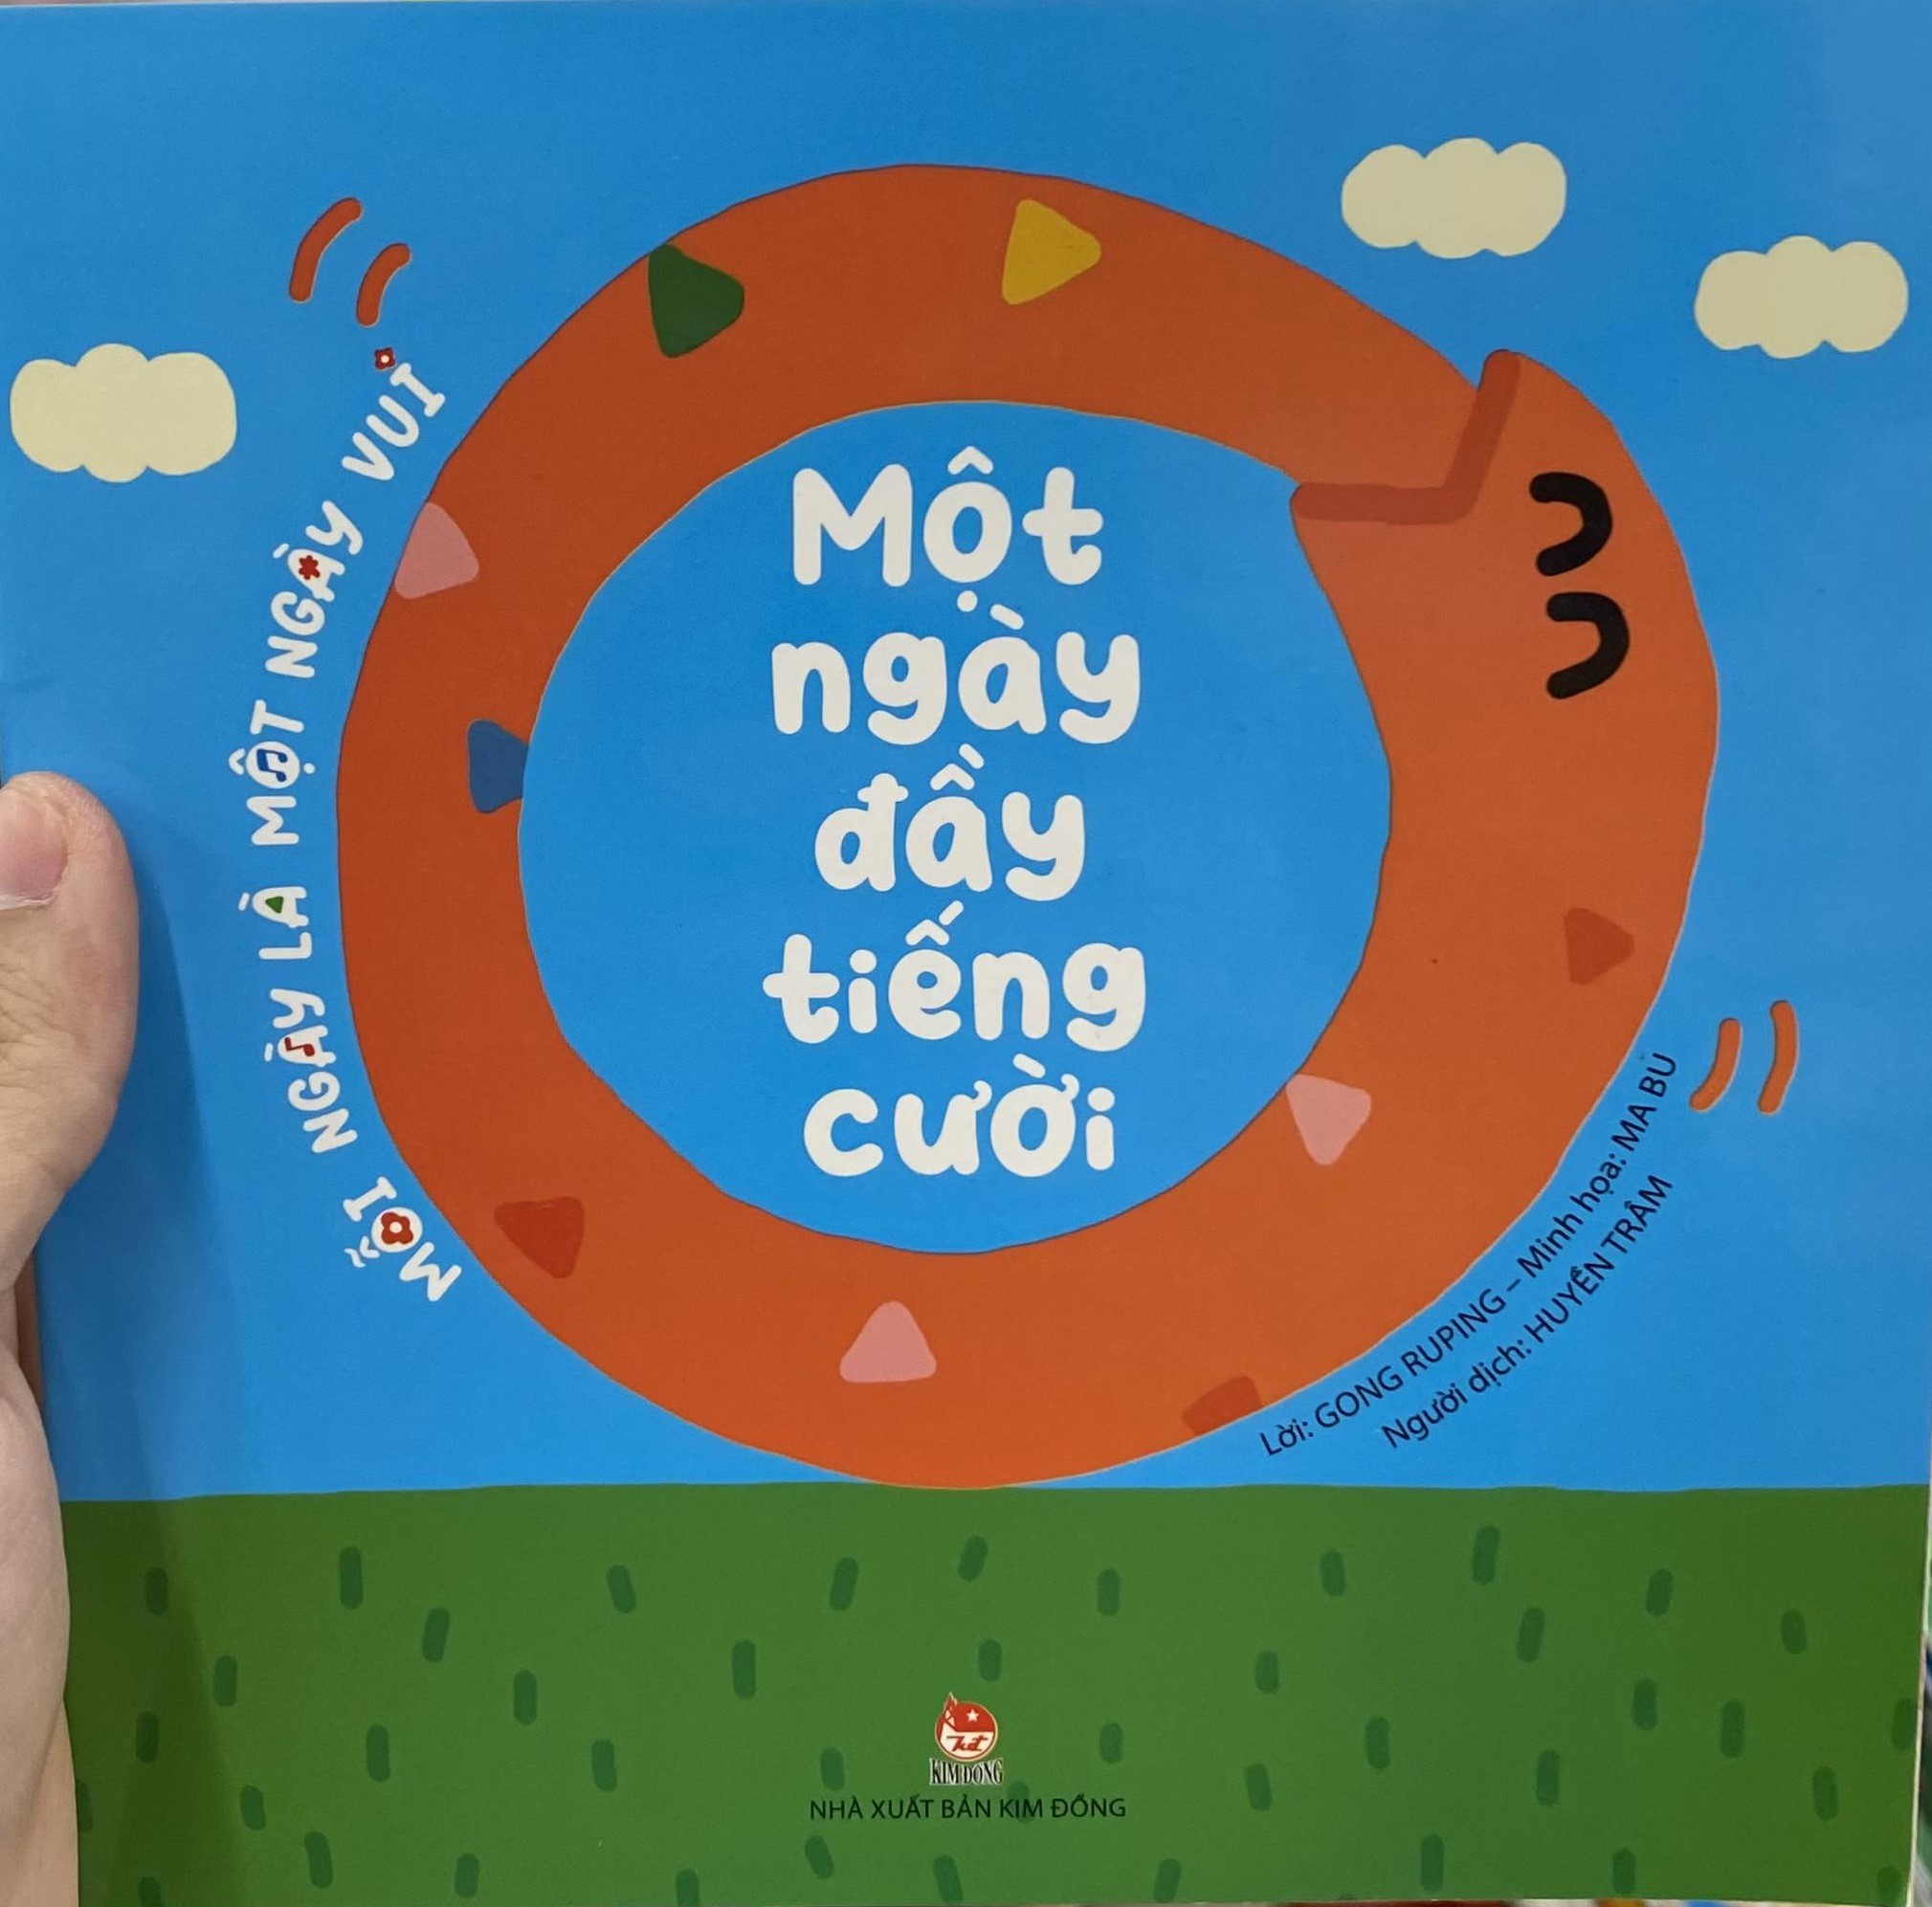 MỖI NGÀY LÀ MỘT NGÀY VUI
Một
ngày
đầy
tiếng
cười
Lời: GONG RUPING – Minh họa: MA BU
Người dịch: HUYỀN TRÂM
KIM ĐỒNG
NHÀ XUẤT BẢN KIM ĐỒNG